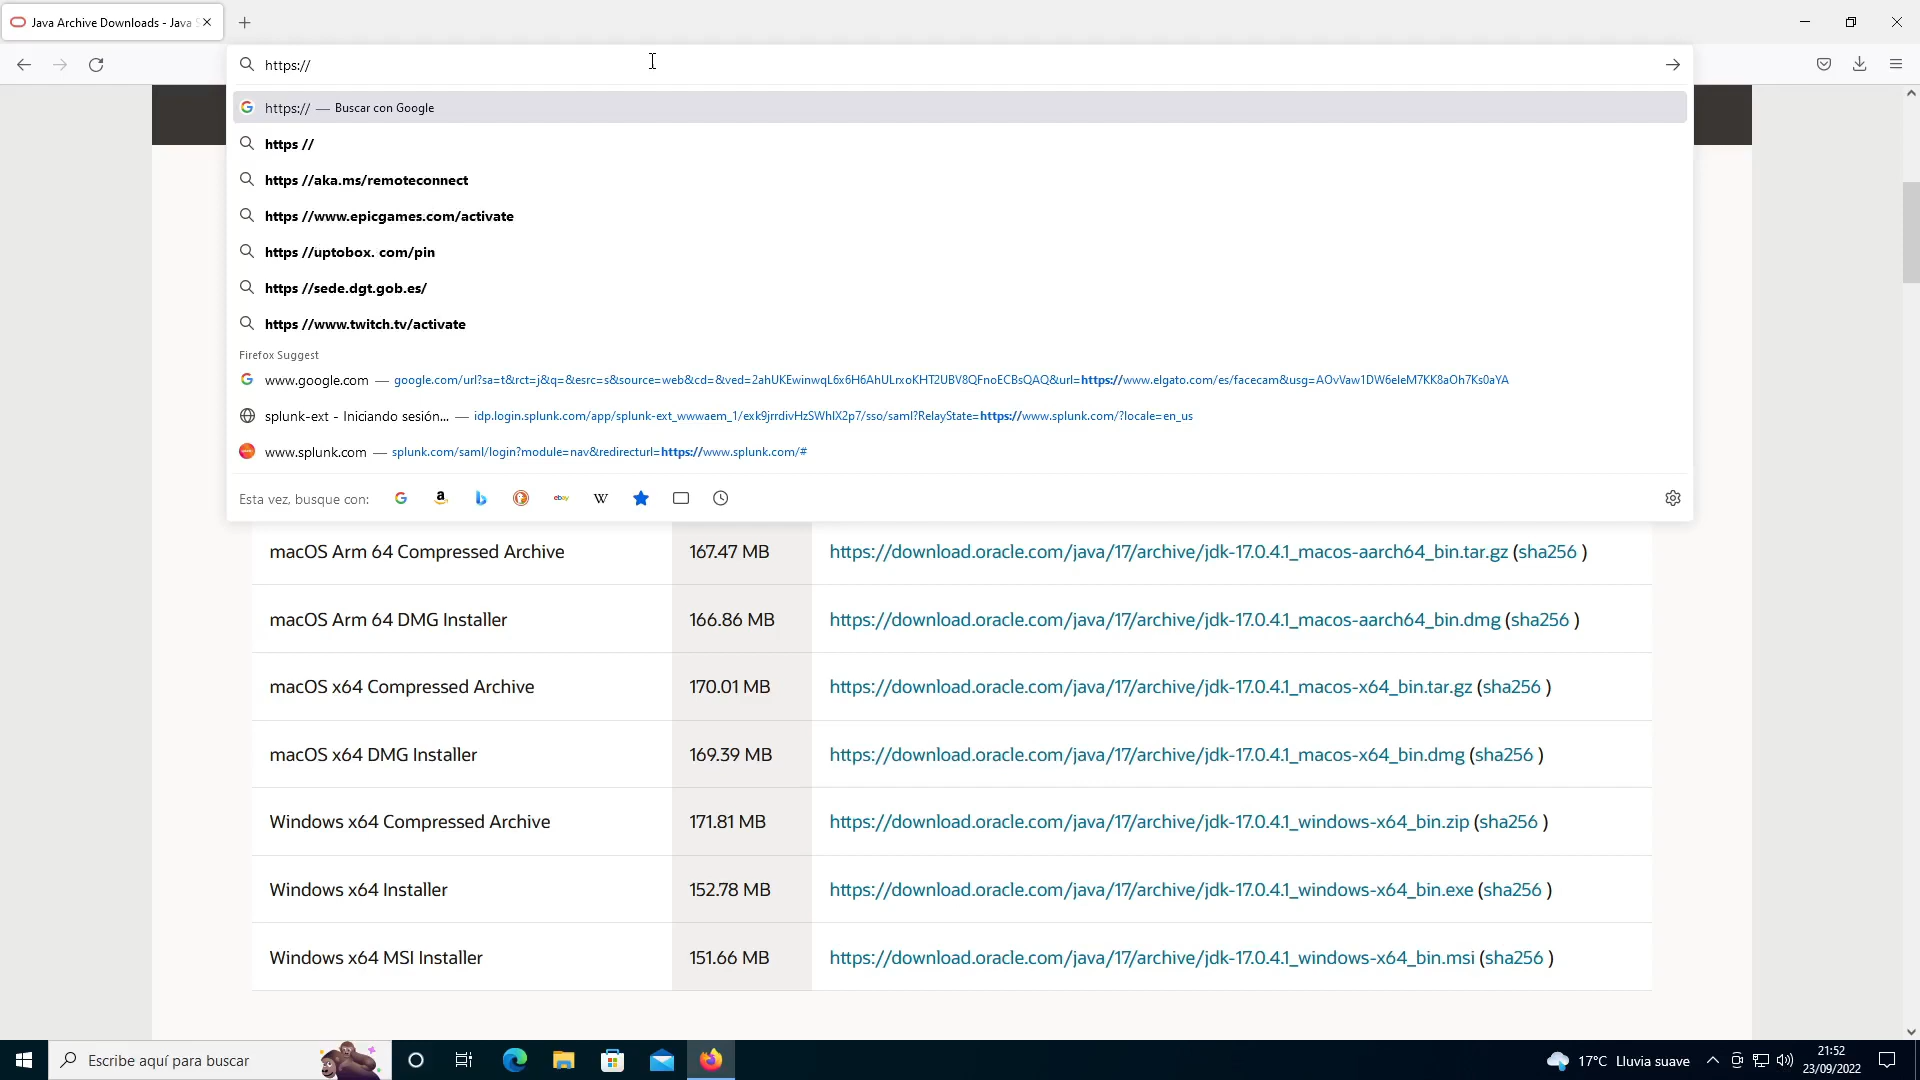 Java Archive Downloads - Java S
https://
https:// — Buscar con Google
https //
https //aka.ms/remoteconnect
https //www.epicgames.com/activate
https //uptobox. com/pin
https //sede.dgt.gob.es/
https //www.twitch.tv/activate
Firefox Suggest
www.google.com — google.com/url?sa=t&rct=j&q=&esrc=s&source=web&cd=&ved=2ahUKEwinwqL6x6H6AhULrxoKHT2UBV8QFnoECBsQAQ&url=https://www.elgato.com/es/facecam&usg=AOvVaw1DW6eleM7KK8aOh7Ks0aYA
splunk-ext - Iniciando sesión... — idp.login.splunk.com/app/splunk-ext_wwwaem_1/exk9jrrdivHzSWhIX2p7/sso/saml?RelayState=https://www.splunk.com/?locale=en_us
www.splunk.com — splunk.com/saml/login?module=nav&redirecturl=https://www.splunk.com/#
Esta vez, busque con:
macOS Arm 64 Compressed Archive 167.47 MB https://download.oracle.com/java/17/archive/jdk-17.0.4.1_macos-aarch64_bin.tar.gz (sha256 )
macOS Arm 64 DMG Installer 166.86 MB https://download.oracle.com/java/17/archive/jdk-17.0.4.1_macos-aarch64_bin.dmg (sha256 )
macOS x64 Compressed Archive 170.01 MB https://download.oracle.com/java/17/archive/jdk-17.0.4.1_macos-x64_bin.tar.gz (sha256 )
macOS x64 DMG Installer 169.39 MB https://download.oracle.com/java/17/archive/jdk-17.0.4.1_macos-x64_bin.dmg (sha256 )
Windows x64 Compressed Archive 171.81 MB https://download.oracle.com/java/17/archive/jdk-17.0.4.1_windows-x64_bin.zip (sha256 )
Windows x64 Installer 152.78 MB https://download.oracle.com/java/17/archive/jdk-17.0.4.1_windows-x64_bin.exe (sha256 )
Windows x64 MSI Installer 151.66 MB https://download.oracle.com/java/17/archive/jdk-17.0.4.1_windows-x64_bin.msi (sha256 )
Escribe aquí para buscar
17°C Lluvia suave
21:52
23/09/2022